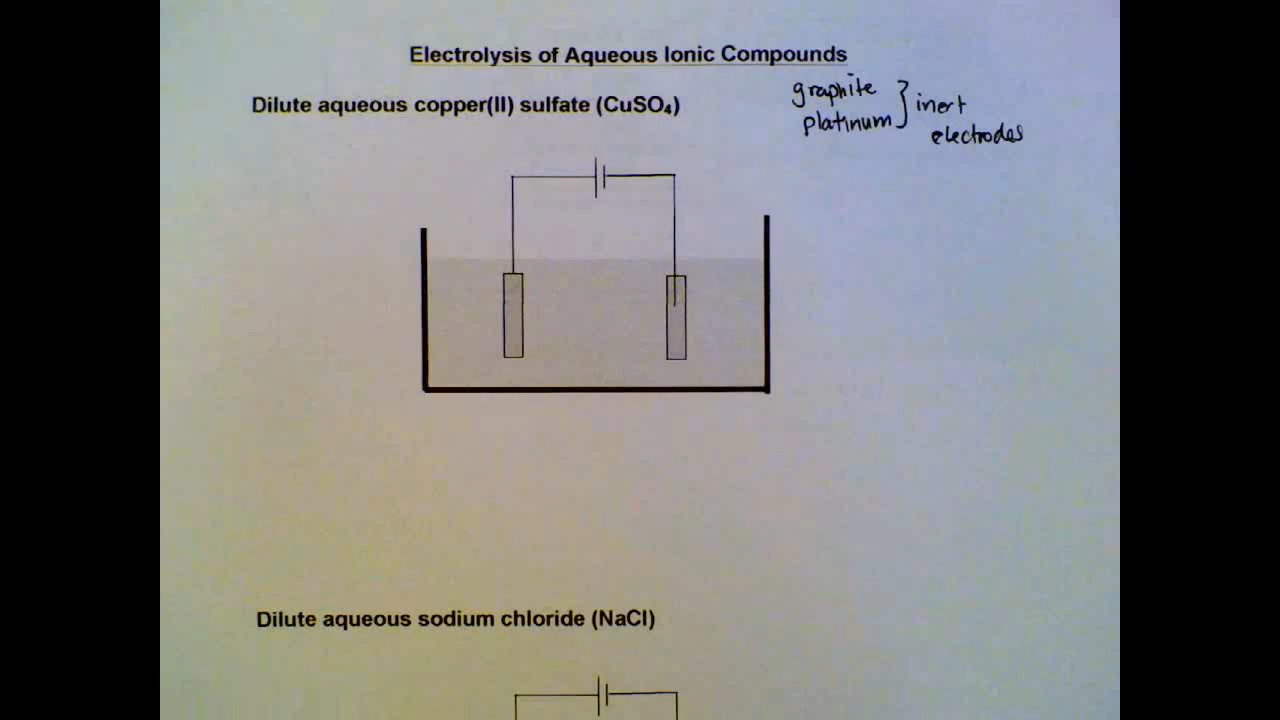 Electrolysis of Aqueous Ionic Compounds
Dilute aqueous copper(II) sulfate (CuSO₄)
graphite
platinum } inert
electrodes
Dilute aqueous sodium chloride (NaCl)